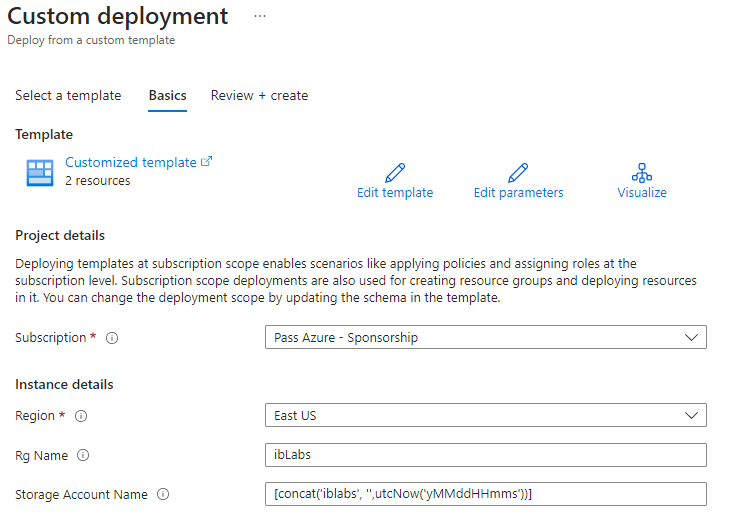 Custom deployment ...
Deploy from a custom template
Select a template Basics Review + create
Template
Customized template
2 resources
Edit template Edit parameters Visualize
Project details
Deploying templates at subscription scope enables scenarios like applying policies and assigning roles at the
subscription level. Subscription scope deployments are also used for creating resource groups and deploying resources
in it. You can change the deployment scope by updating the schema in the template.
Subscription * Pass Azure - Sponsorship
Instance details
Region * East US
Rg Name ibLabs
Storage Account Name [concat('iblabs', '',utcNow('yMMddHHmms'))]